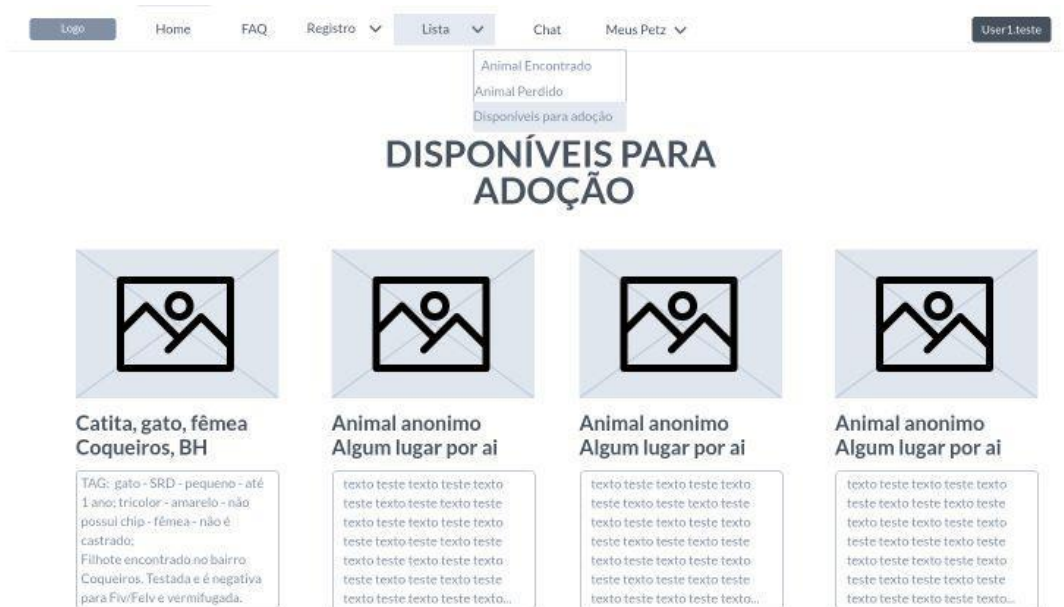 Logo
Home
FAQ
Registro
Lista
Chat
Meus Petz
User1.teste
Animal Encontrado
Animal Perdido
Disponíveis para adoção
DISPONÍVEIS PARA
ADOÇÃO
Catita, gato, fêmea
Coqueiros, BH
TAG: gato - SRD - pequeno - até
1 ano; tricolor - amarelo - não
possui chip - fêmea - não é
castrado;
Filhote encontrado no bairro
Coqueiros. Testada e é negativa
para Fiv/Felv e vermifugada.
Animal anonimo
Algum lugar por ai
texto teste texto teste texto
teste texto teste texto teste
texto teste texto teste texto
teste texto teste texto teste
texto teste texto teste texto
teste texto teste texto teste
texto teste texto teste texto...
Animal anonimo
Algum lugar por ai
texto teste texto teste texto
teste texto teste texto teste
texto teste texto teste texto
teste texto teste texto teste
texto teste texto teste texto
teste texto teste texto teste
texto teste texto teste texto...
Animal anonimo
Algum lugar por ai
texto teste texto teste texto
teste texto teste texto teste
texto teste texto teste texto
teste texto teste texto teste
texto teste texto teste texto
teste texto teste texto teste
texto teste texto teste texto...